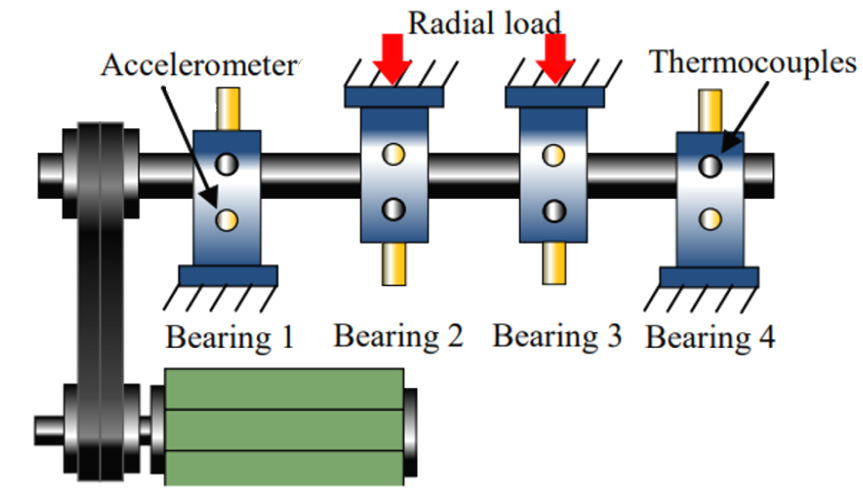 Radial load
Accelerometer
Thermocouples
Bearing 1
Bearing 2
Bearing 3
Bearing 4